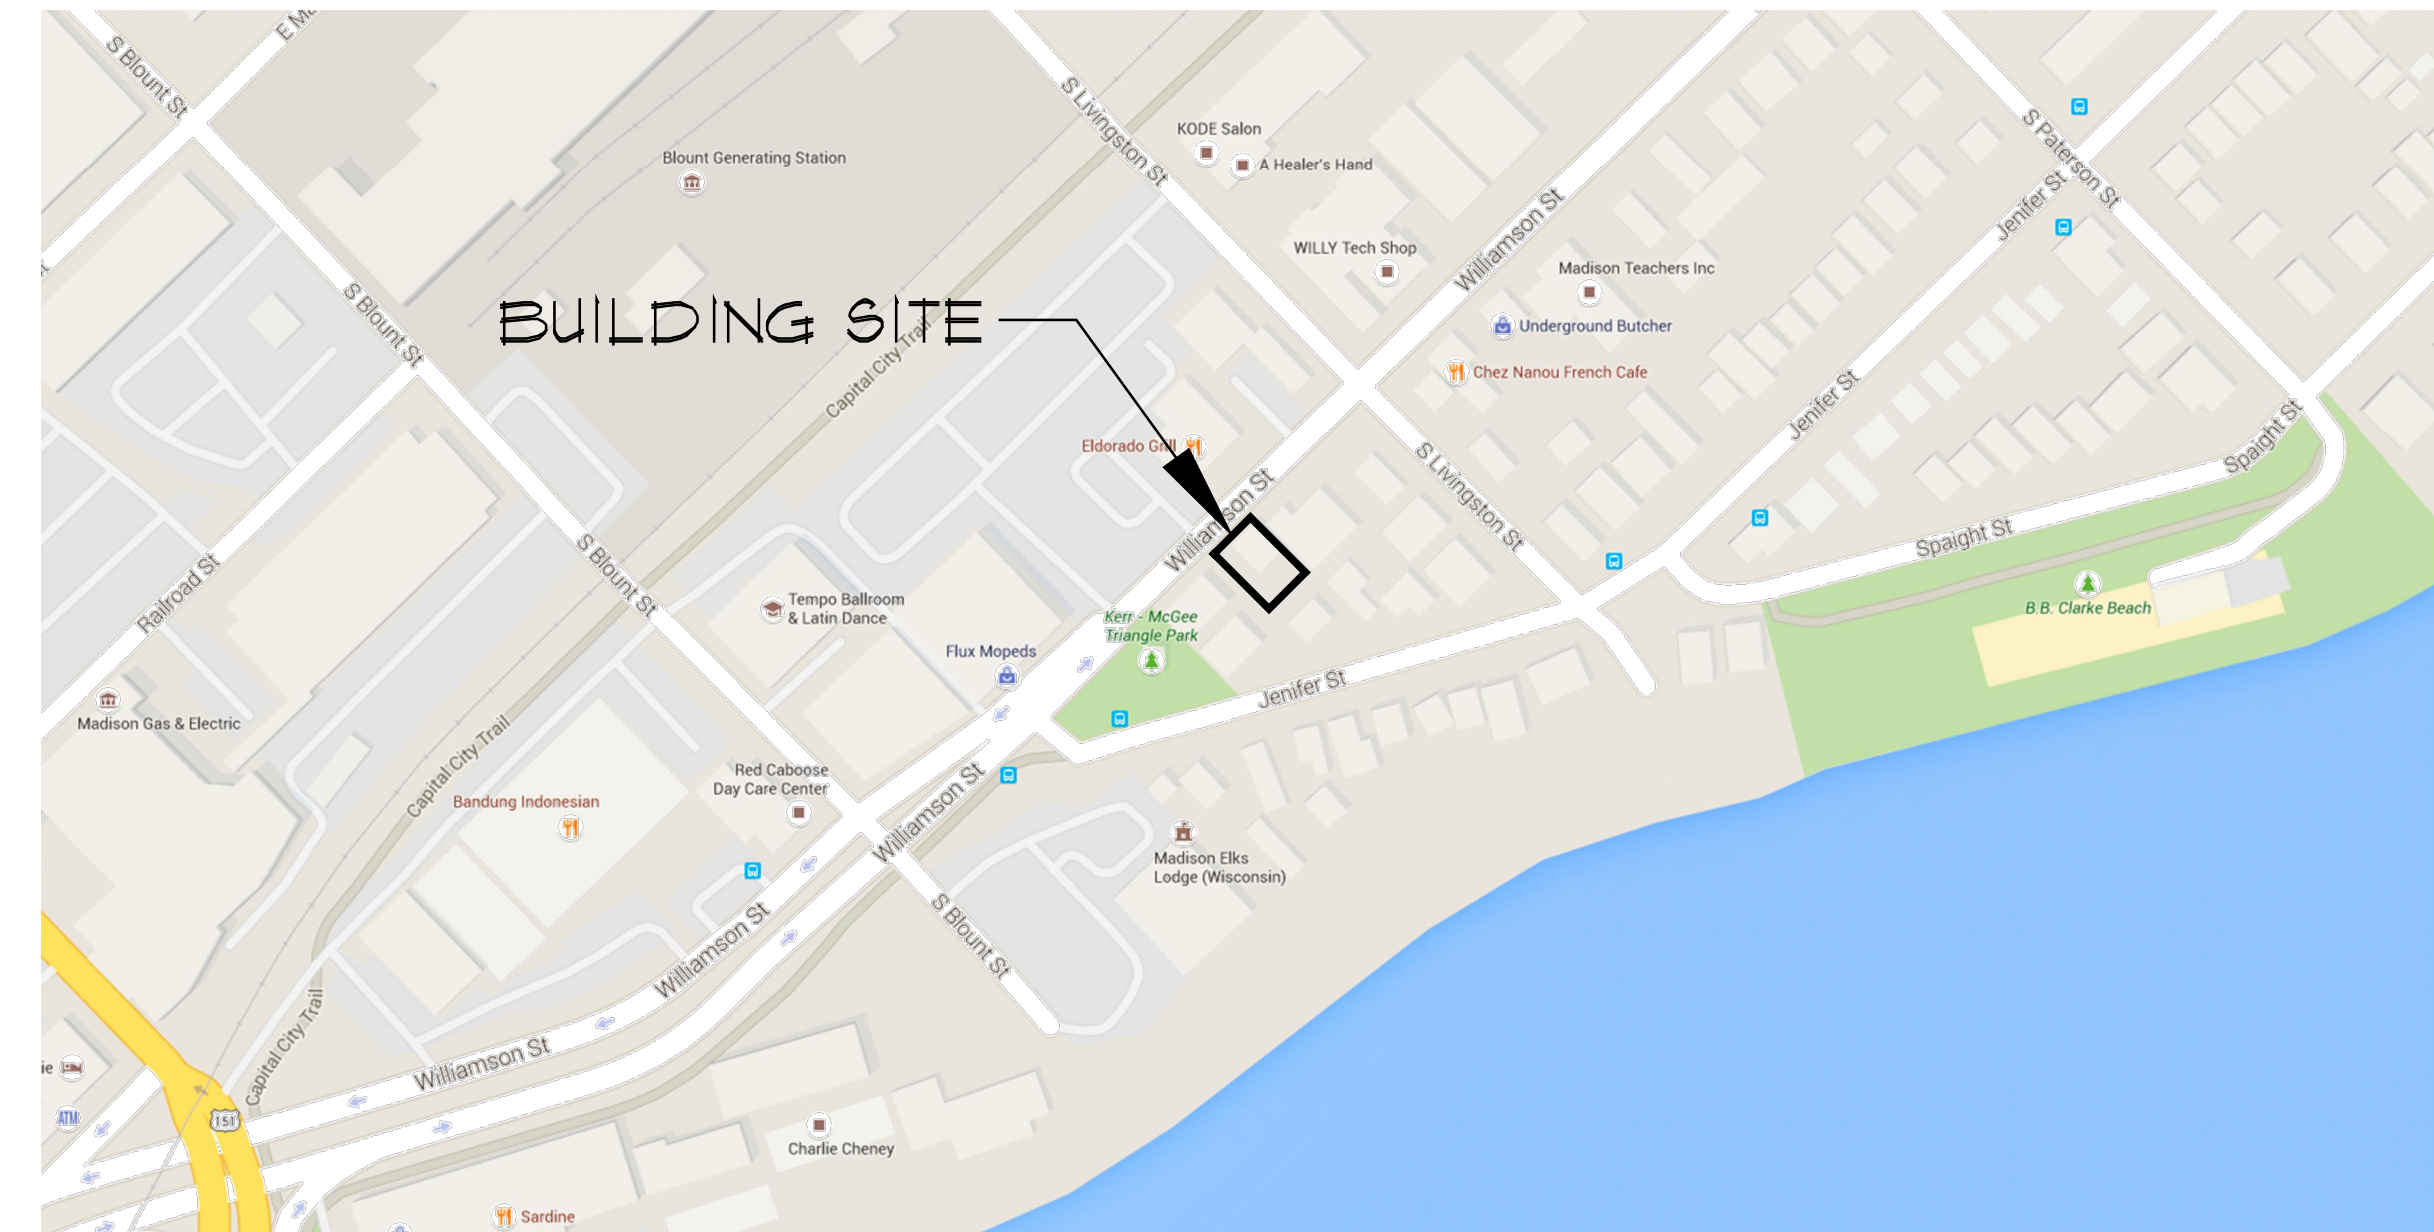 S Blount St
S Livingston St
KODE Salon
A Healer's Hand
Blount Generating Station
S Paterson St
Jenifer St
Williamson St
WILLY Tech Shop
Madison Teachers Inc
S Blount St
BUILDING SITE
Underground Butcher
Capital City Trail
Chez Nanou French Cafe
Jenifer St
Eldorado Grill
Spaight St
S Livingston St
Williamson St
Spaight St
S Blount St
Railroad St
Tempo Ballroom
& Latin Dance
Kerr - McGee
Triangle Park
B.B. Clarke Beach
Flux Mopeds
Jenifer St
Madison Gas & Electric
Capital City Trail
Red Caboose
Day Care Center
Bandung Indonesian
Williamson St
Madison Elks
Lodge (Wisconsin)
Williamson St
S Blount St
Capital City Trail
Williamson St
ie
ATM
151
Charlie Cheney
Sardine